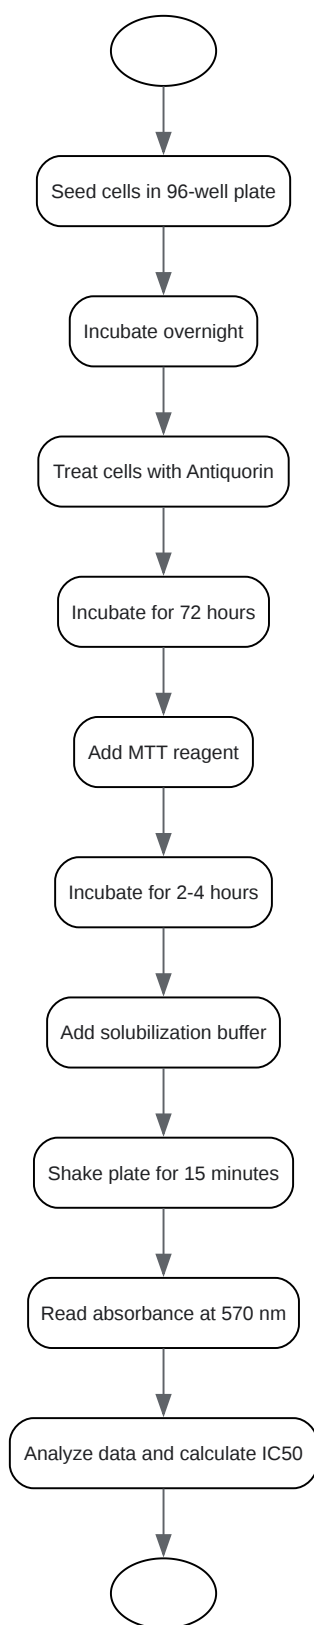 Seed cells in 96-well plate
Incubate overnight
Treat cells with Antiquorin
Incubate for 72 hours
Add MTT reagent
Incubate for 2-4 hours
Add solubilization buffer
Shake plate for 15 minutes
Read absorbance at 570 nm
Analyze data and calculate IC50